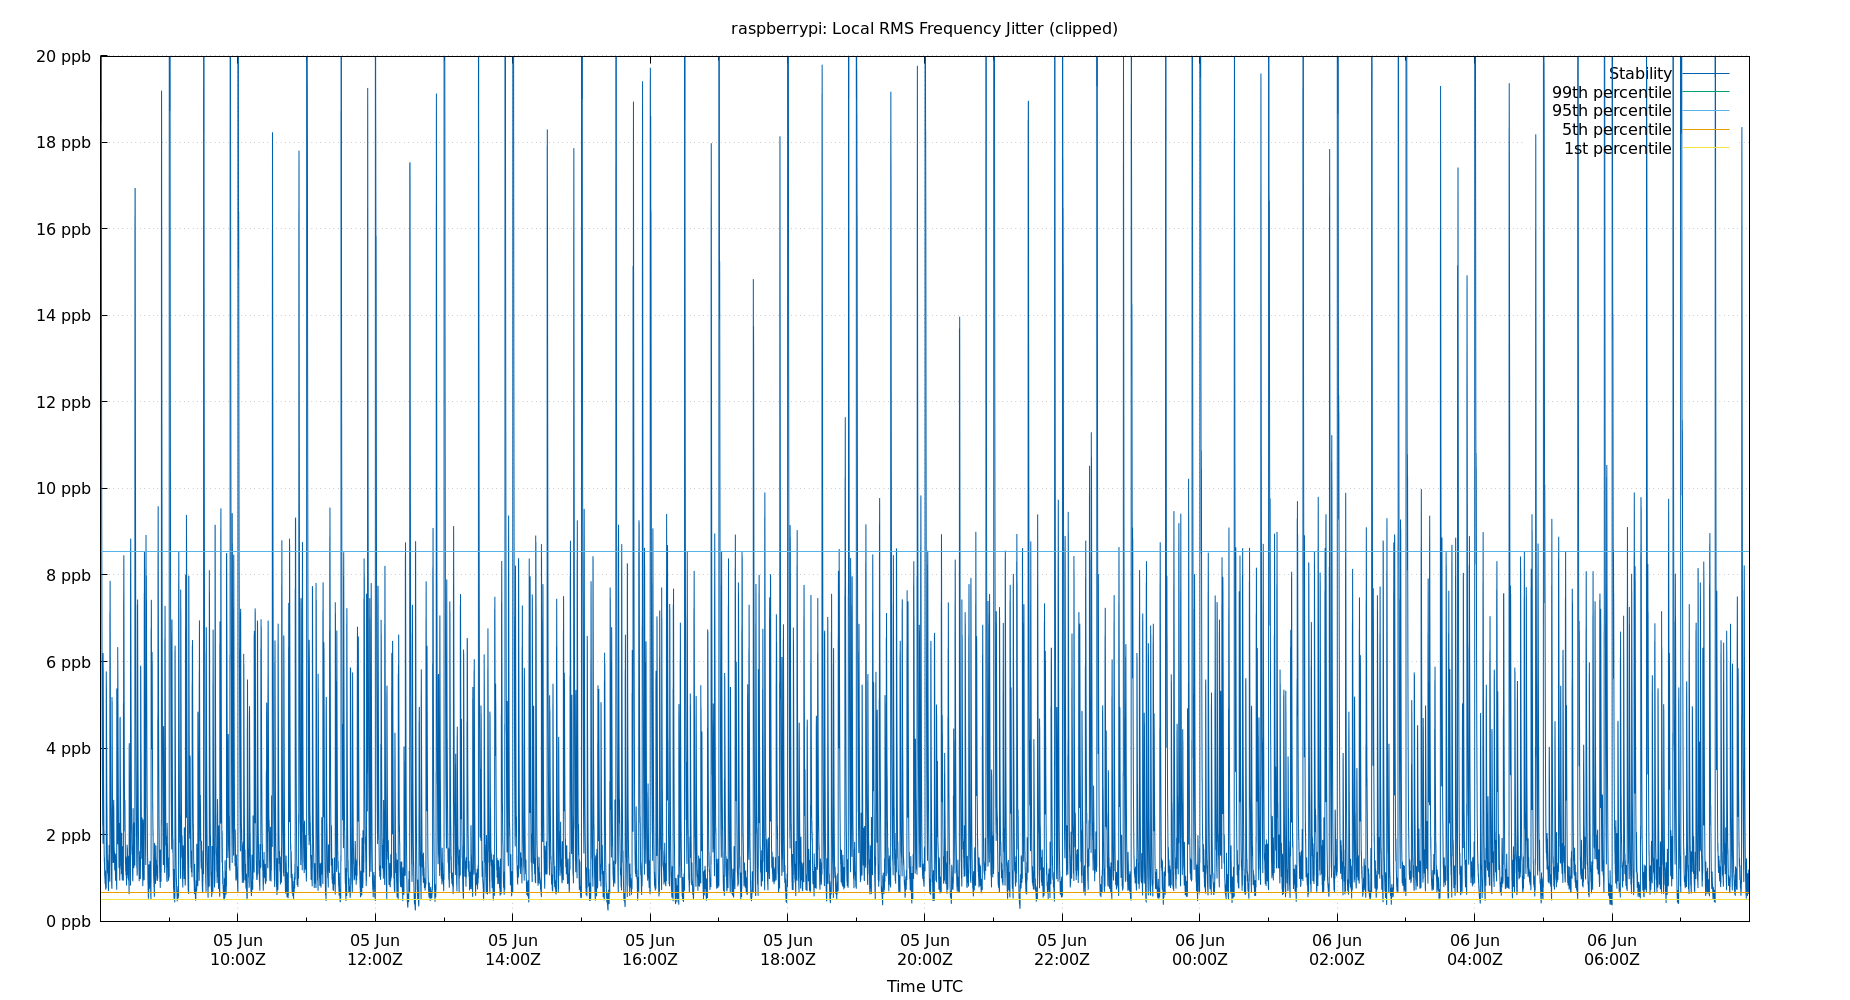 raspberrypi: Local RMS Frequency Jitter (clipped)
20 ppb
18 ppb
16 ppb
14 ppb
12 ppb
10 ppb
8 ppb
6 ppb
4 ppb
2 ppb
0 ppb
Stability
99th percentile
95th percentile
5th percentile
1st percentile
05 Jun 05 Jun 05 Jun 05 Jun 05 Jun 05 Jun 05 Jun 06 Jun 06 Jun 06 Jun 06 Jun
10:00Z 12:00Z 14:00Z 16:00Z 18:00Z 20:00Z 22:00Z 00:00Z 02:00Z 04:00Z 06:00Z
Time UTC